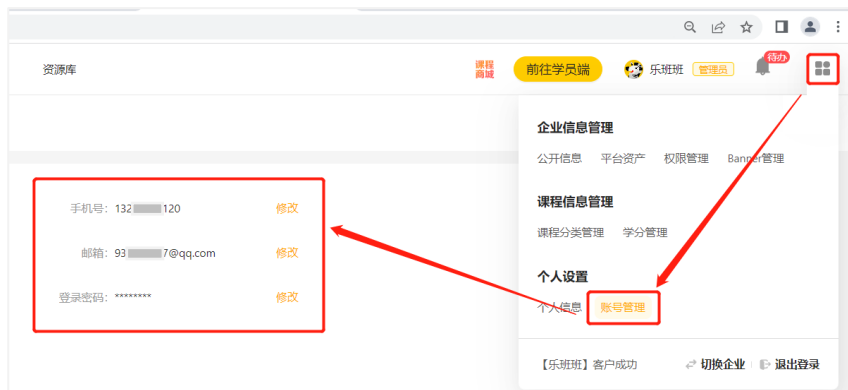 资源库
课程
商城
前往学员端
乐班班
管理员
待办
企业信息管理
公开信息 平台资产 权限管理 Banner管理
手机号: 132 120 修改
课程信息管理
课程分类管理 学分管理
邮箱: 93 7@qq.com 修改
个人设置
登录密码: ******** 修改
个人信息 账号管理
【乐班班】客户成功 切换企业 退出登录